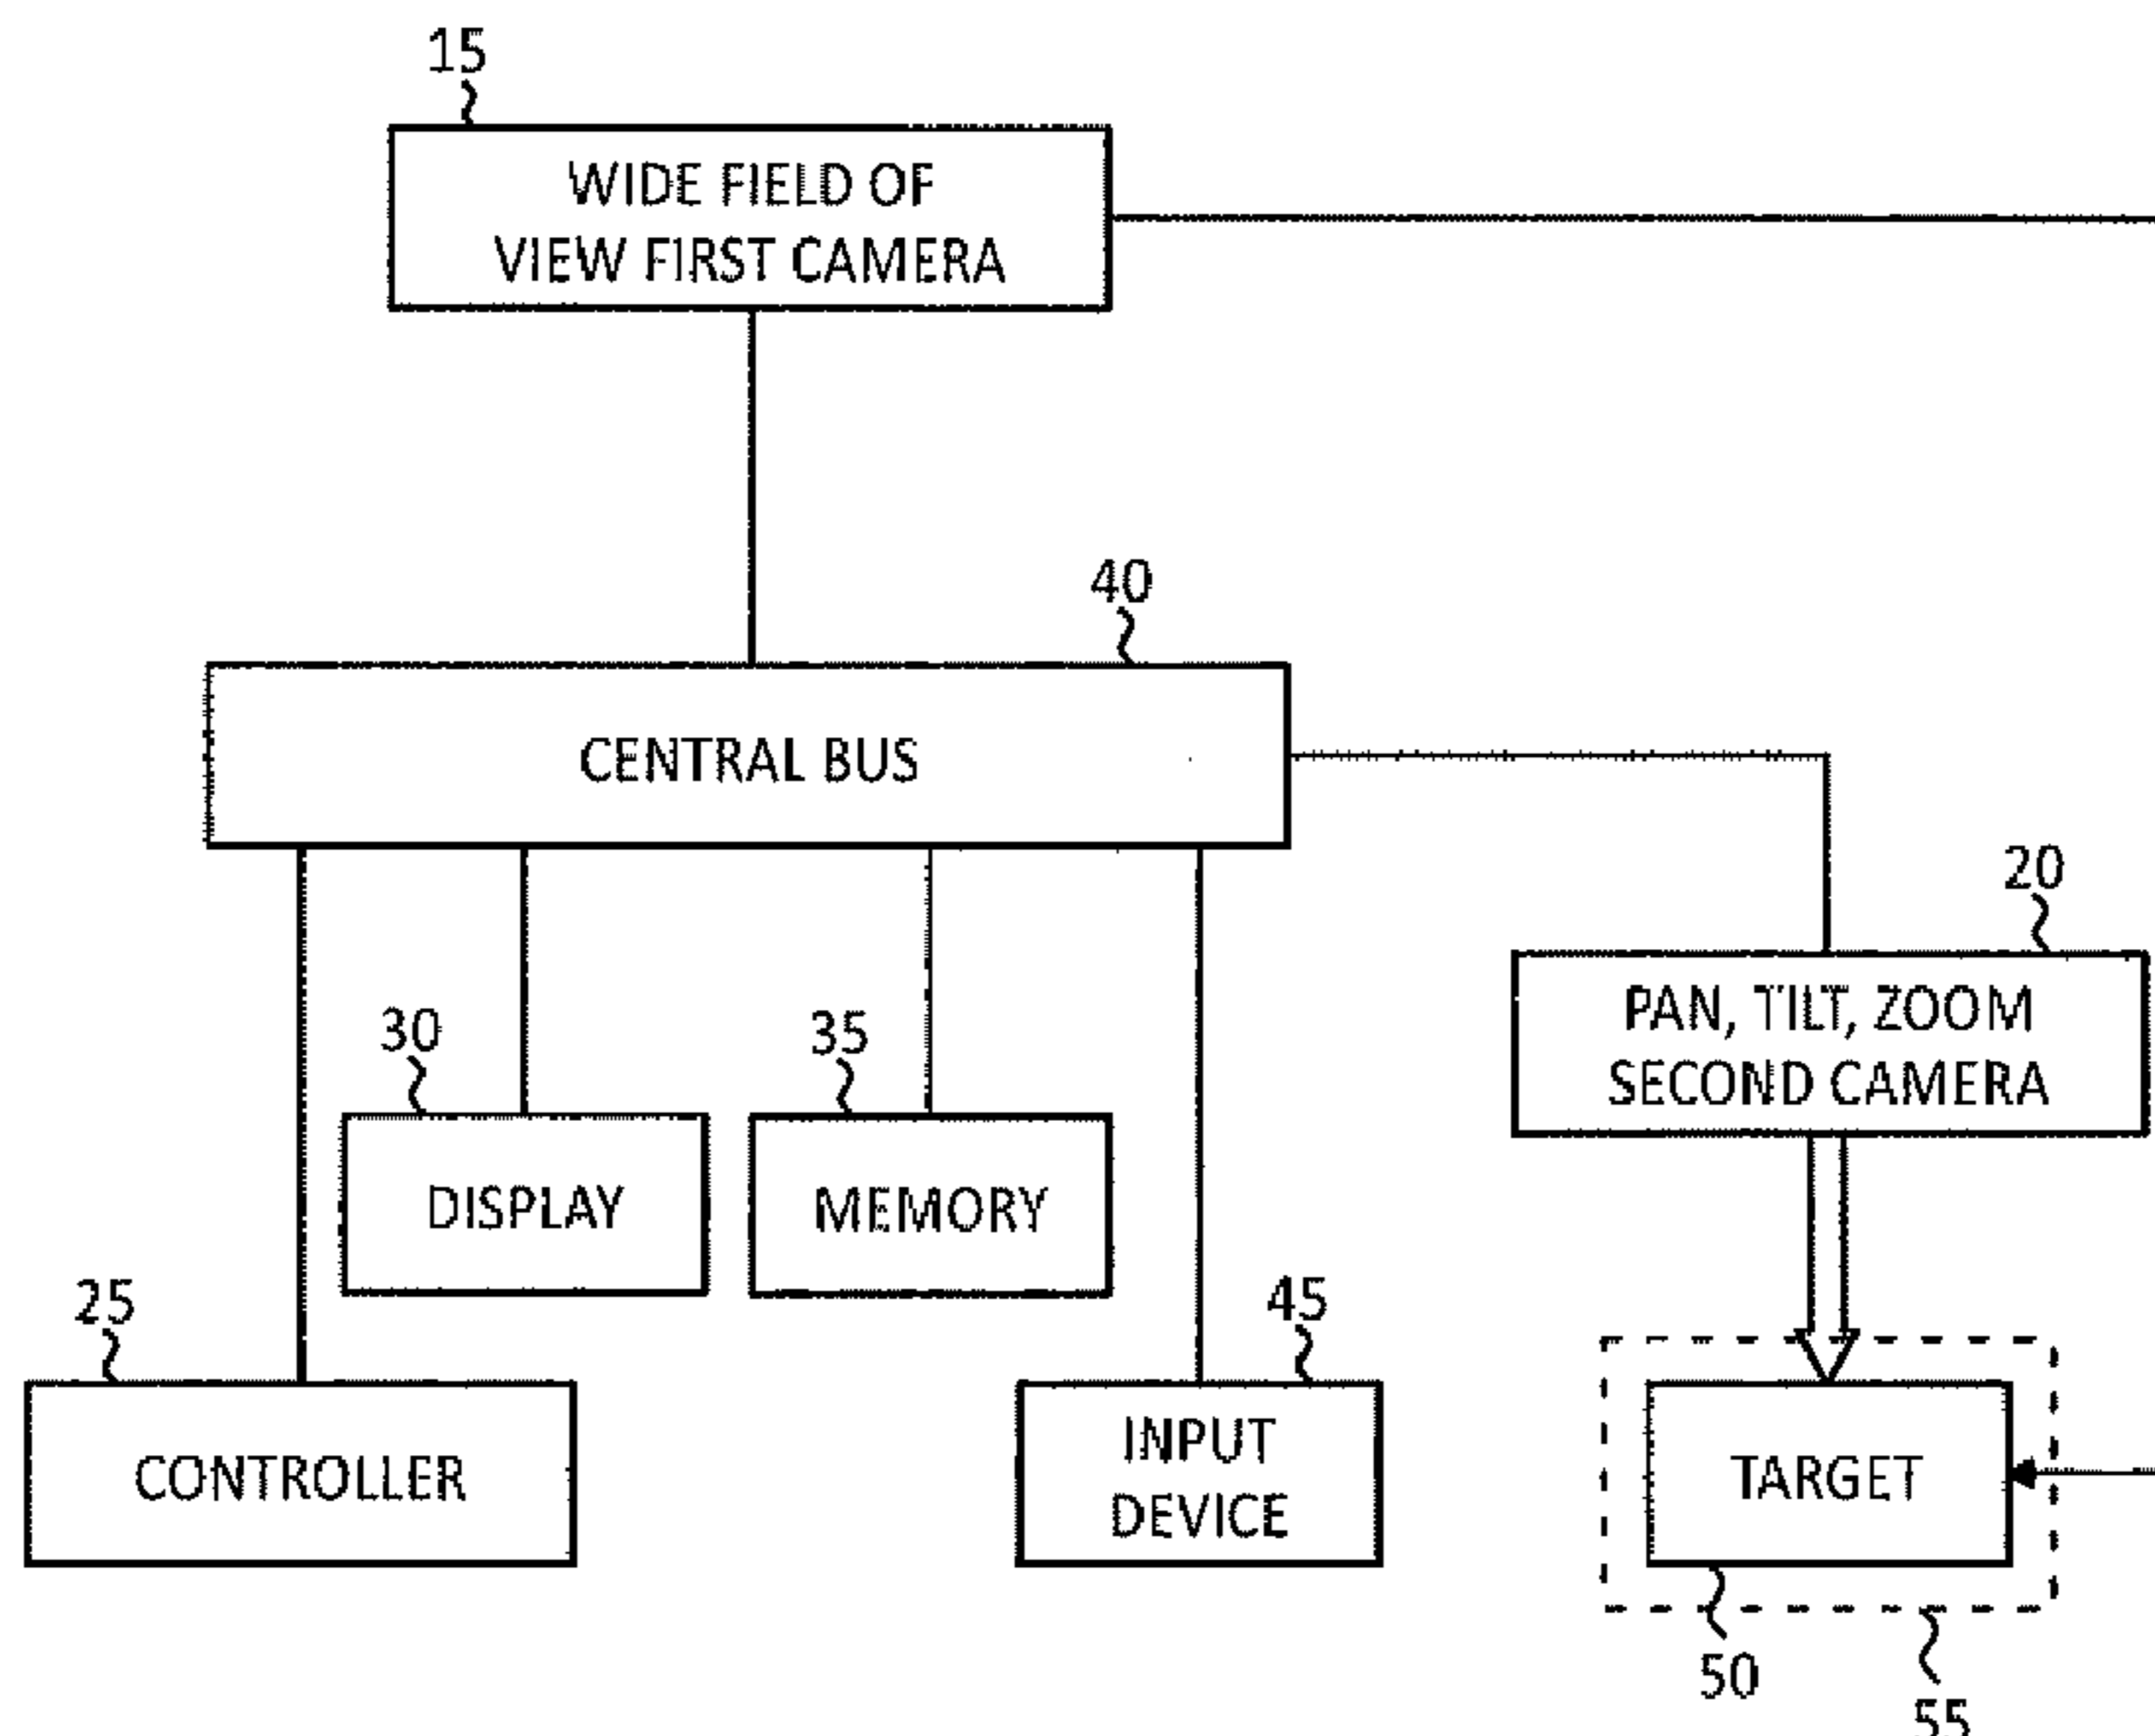 15
WIDE FIELD OF
VIEW FIRST CAMERA
40
CENTRAL BUS
20
PAN, TILT, ZOOM
SECOND CAMERA
30
35
DISPLAY
MEMORY
25
45
CONTROLLER
INPUT
DEVICE
TARGET
50
55